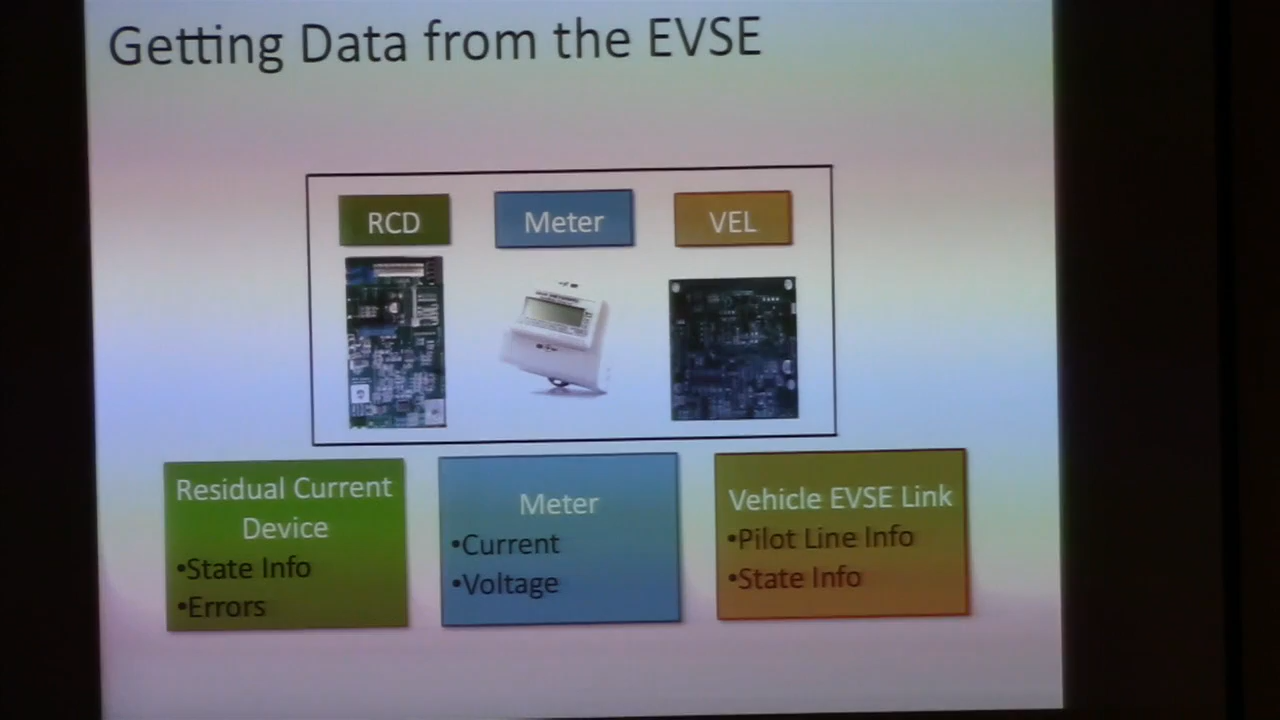 Getting Data from the EVSE
RCD
Meter
VEL
Residual Current
Device
•State Info
•Errors
Meter
•Current
•Voltage
Vehicle EVSE Link
•Pilot Line Info
•State Info